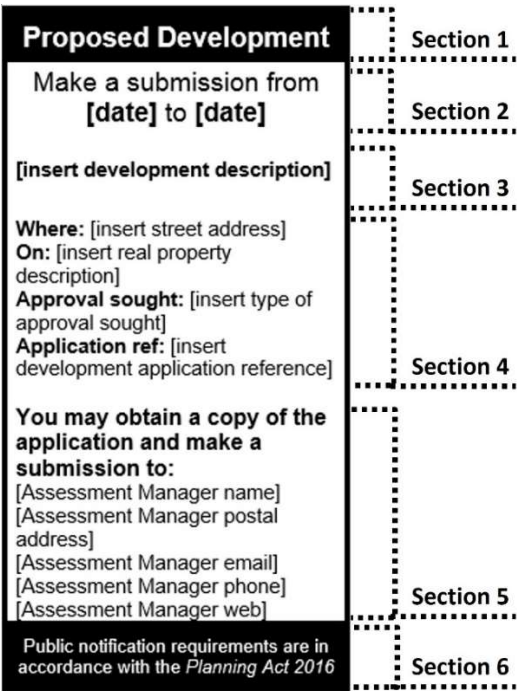 Proposed Development
Section 1
Make a submission from
[date] to [date]
Section 2
[insert development description]
Section 3
Where: [insert street address]
On: [insert real property
description]
Approval sought: [insert type of
approval sought]
Application ref: [insert
development application reference]
Section 4
You may obtain a copy of the
application and make a
submission to:
[Assessment Manager name]
[Assessment Manager postal
address]
[Assessment Manager email]
[Assessment Manager phone]
[Assessment Manager web]
Section 5
Public notification requirements are in
accordance with the Planning Act 2016
Section 6